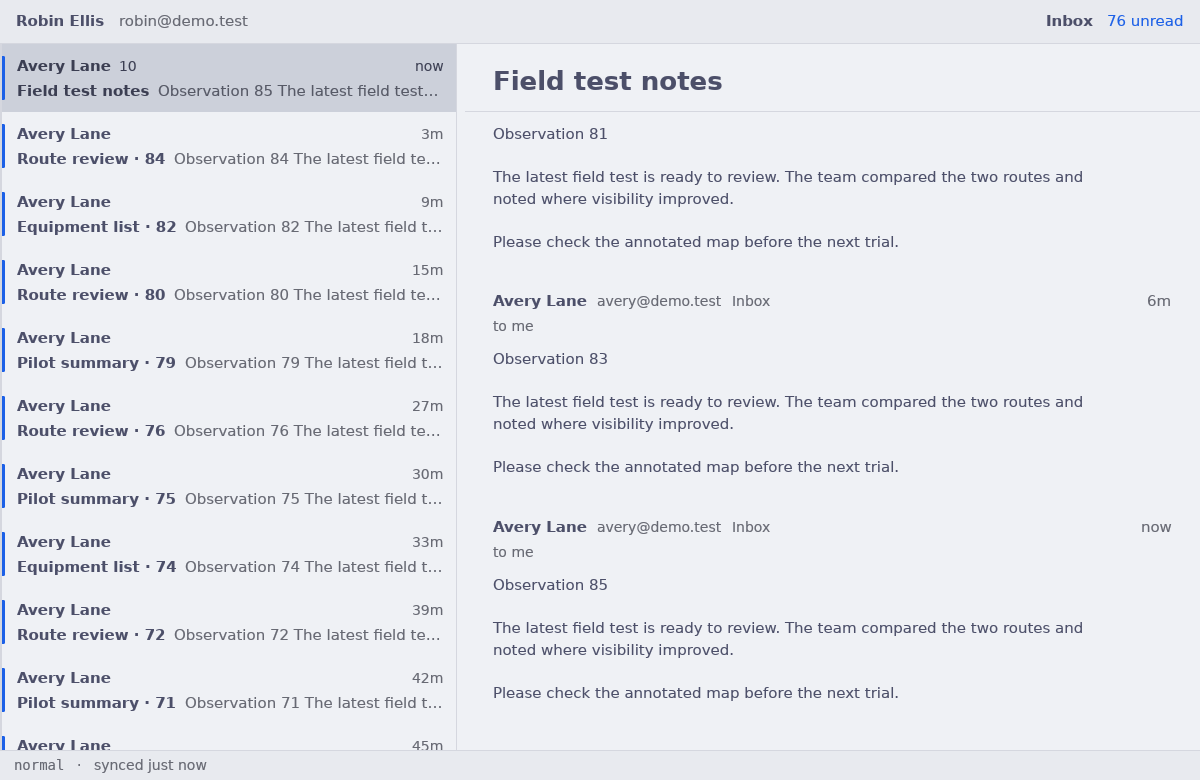 Robin Ellis robin@demo.test
Inbox 76 unread
Avery Lane 10 now
Field test notes Observation 85 The latest field test…
Avery Lane 3m
Route review · 84 Observation 84 The latest field te…
Avery Lane 9m
Equipment list · 82 Observation 82 The latest field t…
Avery Lane 15m
Route review · 80 Observation 80 The latest field te…
Avery Lane 18m
Pilot summary · 79 Observation 79 The latest field t…
Avery Lane 27m
Route review · 76 Observation 76 The latest field te…
Avery Lane 30m
Pilot summary · 75 Observation 75 The latest field t…
Avery Lane 33m
Equipment list · 74 Observation 74 The latest field t…
Avery Lane 39m
Route review · 72 Observation 72 The latest field te…
Avery Lane 42m
Pilot summary · 71 Observation 71 The latest field t…
Avery Lane 45m
Field test notes
Observation 81
The latest field test is ready to review. The team compared the two routes and
noted where visibility improved.
Please check the annotated map before the next trial.
Avery Lane avery@demo.test Inbox 6m
to me
Observation 83
The latest field test is ready to review. The team compared the two routes and
noted where visibility improved.
Please check the annotated map before the next trial.
Avery Lane avery@demo.test Inbox now
to me
Observation 85
The latest field test is ready to review. The team compared the two routes and
noted where visibility improved.
Please check the annotated map before the next trial.
normal · synced just now